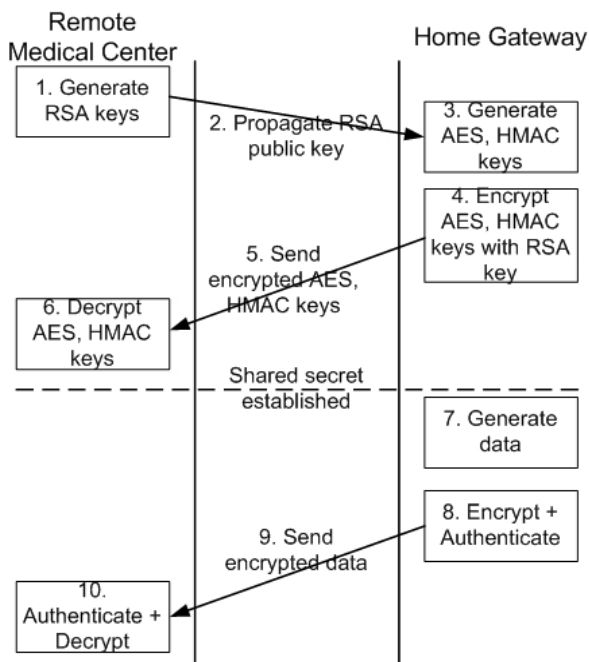 Remote
Medical Center
Home Gateway
1. Generate
RSA keys
2. Propagate RSA
public key
3. Generate
AES, HMAC
keys
4. Encrypt
AES, HMAC
keys with RSA
key
5. Send
encrypted AES,
HMAC keys
6. Decrypt
AES, HMAC
keys
Shared secret
established
7. Generate
data
8. Encrypt +
Authenticate
9. Send
encrypted data
10.
Authenticate +
Decrypt